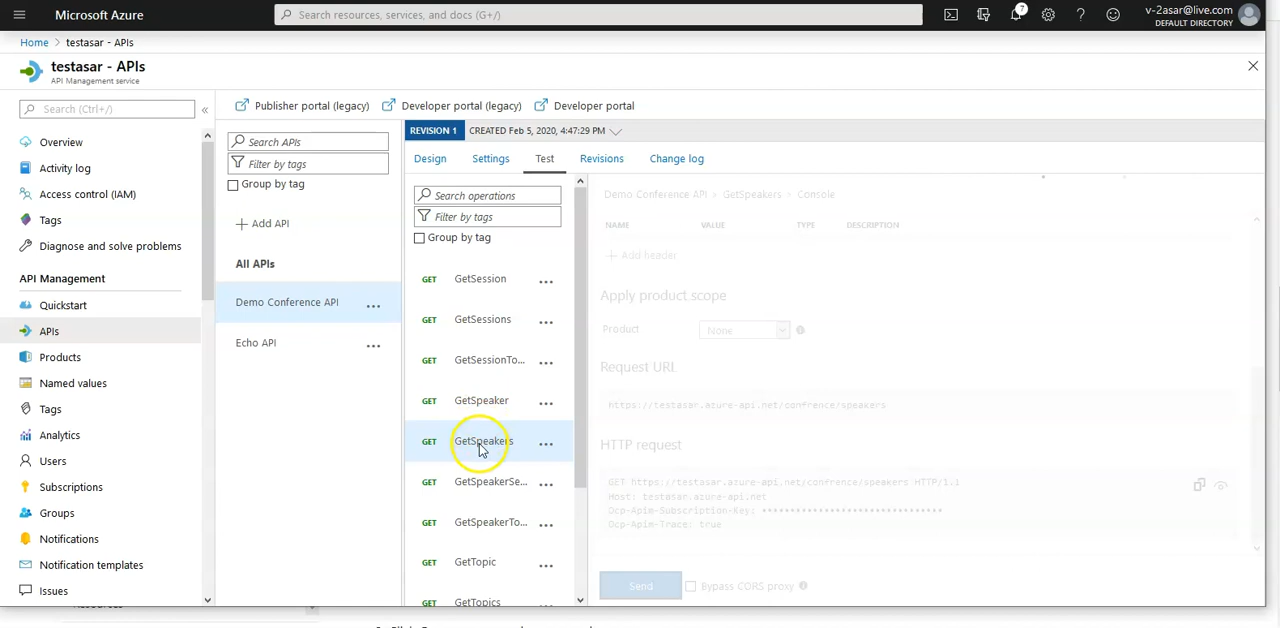 Microsoft Azure
Search resources, services, and docs (G+/)
7
v-2asar@live.com
DEFAULT DIRECTORY
Home > testasar - APIs
testasar - APIs
API Management service
Search (Ctrl+/)
«
Overview
Activity log
Access control (IAM)
Tags
Diagnose and solve problems
API Management
Quickstart
APIs
Products
Named values
Tags
Analytics
Users
Subscriptions
Groups
Notifications
Notification templates
Issues
Publisher portal (legacy)
Developer portal (legacy)
Developer portal
Search APIs
Filter by tags
Group by tag
Add API
All APIs
Demo Conference API ...
Echo API ...
REVISION 1 CREATED Feb 5, 2020, 4:47:29 PM
Design Settings Test Revisions Change log
Search operations
Filter by tags
Group by tag
GET GetSession ...
GET GetSessions ...
GET GetSessionTo... ...
GET GetSpeaker ...
GET GetSpeakers ...
GET GetSpeakerSe... ...
GET GetSpeakerTo... ...
GET GetTopic ...
GET GetTopics ...
Demo Conference API > GetSpeakers > Console
NAME VALUE TYPE DESCRIPTION
Add header
Apply product scope
Product None
Request URL
https://testasar.azure-api.net/confrence/speakers
HTTP request
GET https://testasar.azure-api.net/confrence/speakers HTTP/1.1
Host: testasar.azure-api.net
Ocp-Apim-Subscription-Key: ••••••••••••••••••••••••••••••••
Ocp-Apim-Trace: true
Send Bypass CORS proxy